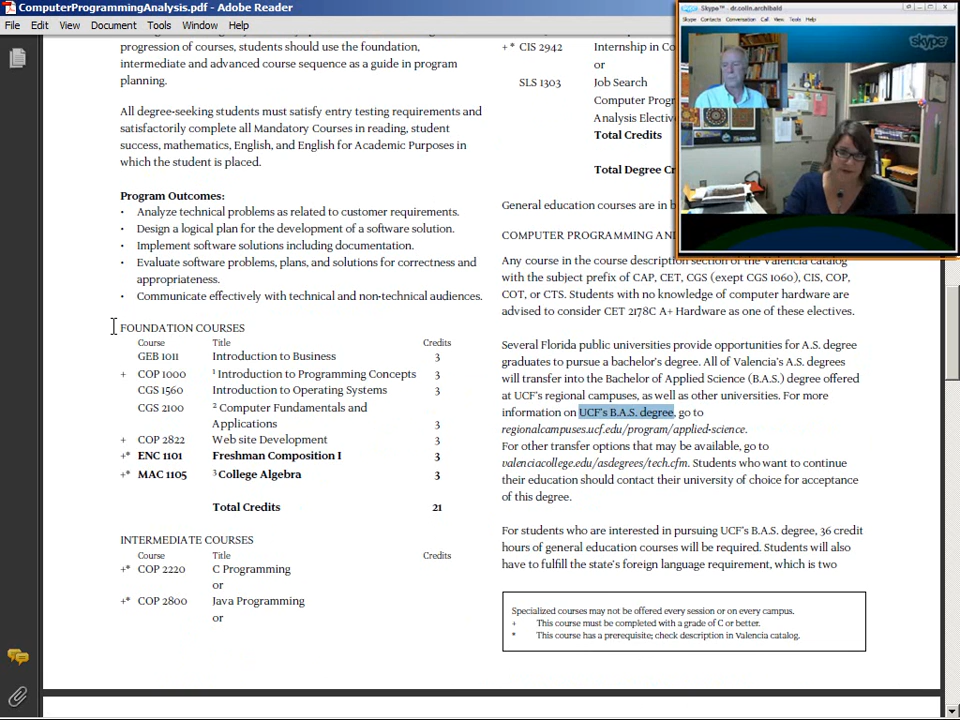 ComputerProgrammingAnalysis.pdf - Adobe Reader
File Edit View Document Tools Window Help
progression of courses, students should use the foundation,
intermediate and advanced course sequence as a guide in program
planning.
All degree-seeking students must satisfy entry testing requirements and
satisfactorily complete all Mandatory Courses in reading, student
success, mathematics, English, and English for Academic Purposes in
which the student is placed.
Program Outcomes:
• Analyze technical problems as related to customer requirements.
• Design a logical plan for the development of a software solution.
• Implement software solutions including documentation.
• Evaluate software problems, plans, and solutions for correctness and
appropriateness.
• Communicate effectively with technical and non-technical audiences.
FOUNDATION COURSES
Course Title Credits
GEB 1011 Introduction to Business 3
+ COP 1000 1 Introduction to Programming Concepts 3
CGS 1560 Introduction to Operating Systems 3
CGS 2100 2 Computer Fundamentals and
Applications 3
+ COP 2822 Web site Development 3
+* ENC 1101 Freshman Composition I 3
+* MAC 1105 3 College Algebra 3
Total Credits 21
INTERMEDIATE COURSES
Course Title Credits
+* COP 2220 C Programming
or
+* COP 2800 Java Programming
or
+* CIS 2942 Internship in Co
or
SLS 1303 Job Search
Computer Progr
Analysis Elective
Total Credits
Total Degree Cr
General education courses are in b
COMPUTER PROGRAMMING AN
Any course in the course description section of the Valencia catalog
with the subject prefix of CAP, CET, CGS (exept CGS 1060), CIS, COP,
COT, or CTS. Students with no knowledge of computer hardware are
advised to consider CET 2178C A+ Hardware as one of these electives.
Several Florida public universities provide opportunities for A.S. degree
graduates to pursue a bachelor's degree. All of Valencia's A.S. degrees
will transfer into the Bachelor of Applied Science (B.A.S.) degree offered
at UCF's regional campuses, as well as other universities. For more
information on UCF's B.A.S. degree, go to
regionalcampuses.ucf.edu/program/applied-science.
For other transfer options that may be available, go to
valenciacollege.edu/asdegrees/tech.cfm. Students who want to continue
their education should contact their university of choice for acceptance
of this degree.
For students who are interested in pursuing UCF's B.A.S. degree, 36 credit
hours of general education courses will be required. Students will also
have to fulfill the state's foreign language requirement, which is two
Specialized courses may not be offered every session or on every campus.
+ This course must be completed with a grade of C or better.
* This course has a prerequisite; check description in Valencia catalog.
Skype™ - dr.colin.archibald
Skype Contacts Conversation Call View Tools Help
skype